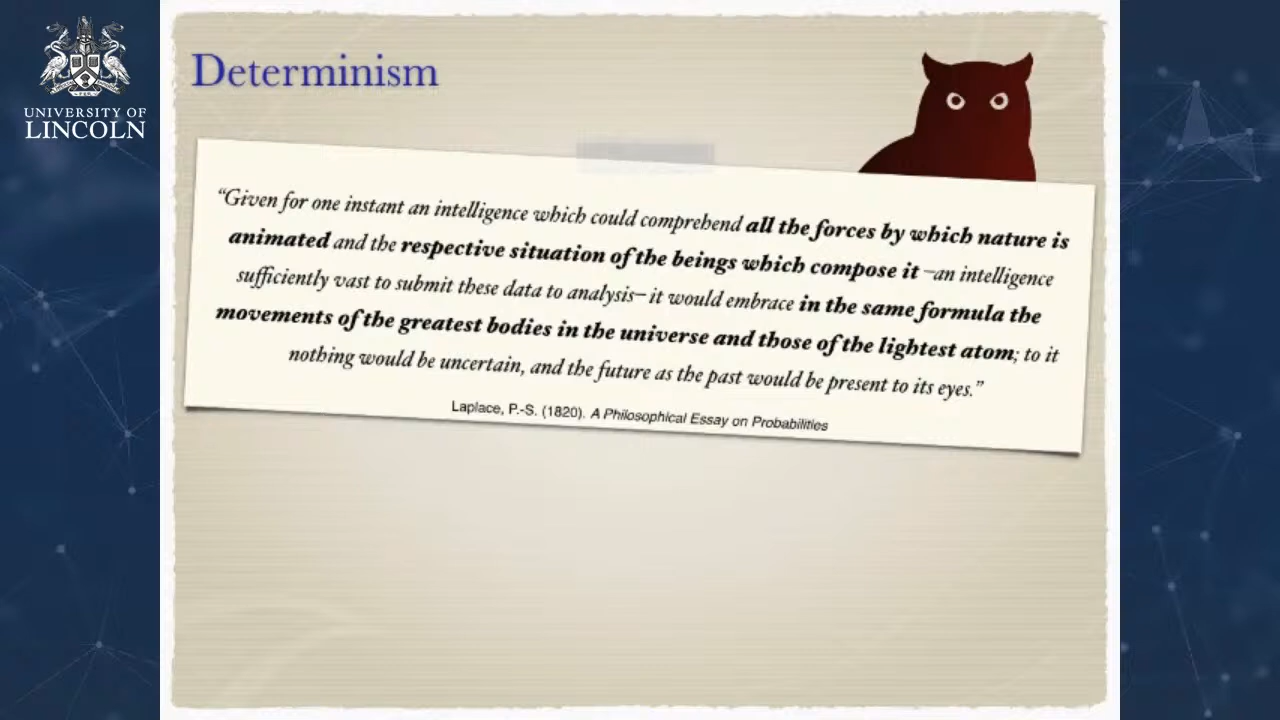 UNIVERSITY OF
LINCOLN
Determinism
“Given for one instant an intelligence which could comprehend all the forces by which nature is
animated and the respective situation of the beings which compose it –an intelligence
sufficiently vast to submit these data to analysis– it would embrace in the same formula the
movements of the greatest bodies in the universe and those of the lightest atom; to it
nothing would be uncertain, and the future as the past would be present to its eyes.”
Laplace, P.-S. (1820). A Philosophical Essay on Probabilities